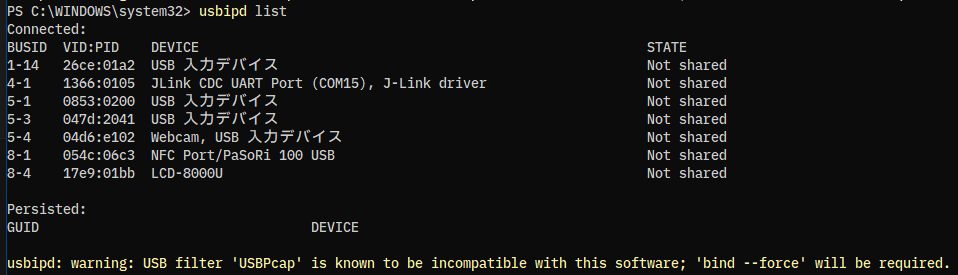 PS C:\WINDOWS\system32> usbipd list
Connected:
BUSID  VID:PID    DEVICE                                                        STATE
1-14   26ce:01a2  USB 入力デバイス                                              Not shared
4-1    1366:0105  JLink CDC UART Port (COM15), J-Link driver                    Not shared
5-1    0853:0200  USB 入力デバイス                                              Not shared
5-3    047d:2041  USB 入力デバイス                                              Not shared
5-4    04d6:e102  Webcam, USB 入力デバイス                                      Not shared
8-1    054c:06c3  NFC Port/PaSoRi 100 USB                                       Not shared
8-4    17e9:01bb  LCD-8000U                                                     Not shared
Persisted:
GUID                                  DEVICE
usbipd: warning: USB filter 'USBPcap' is known to be incompatible with this software; 'bind --force' will be required.